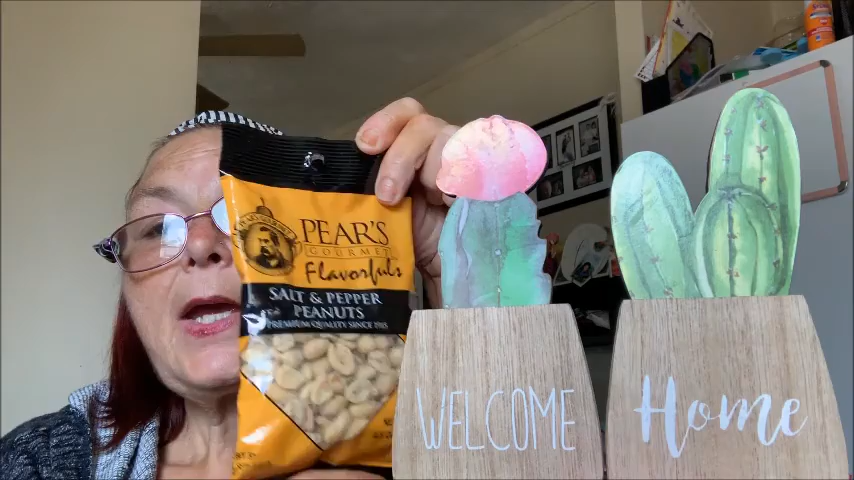 PEAR'S
GOURMET
Flavorfuls
SALT & PEPPER
PEANUTS
PREMIUM QUALITY SINCE 1985
WELCOME
Home